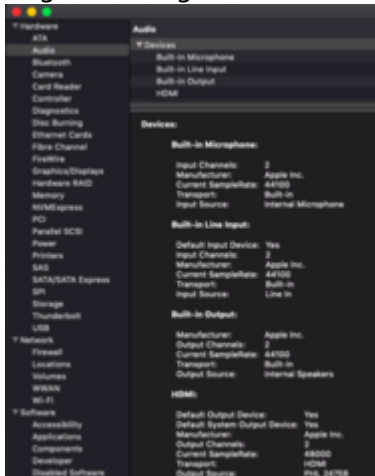 Hardware
ATA
Audio
Bluetooth
Camera
Card Reader
Controller
Diagnostics
Disc Burning
Ethernet Cards
Fibre Channel
FireWire
Graphics/Displays
Hardware RAID
Memory
NVMExpress
PCI
Parallel SCSI
Power
Printers
SAS
SATA/SATA Express
SPI
Storage
Thunderbolt
USB
Network
Firewall
Locations
Volumes
WWAN
Wi-Fi
Software
Accessibility
Applications
Components
Developer
Disabled Software
Audio
Devices
Built-in Microphone
Built-in Line Input
Built-in Output
HDMI
Devices:
Built-in Microphone:
Input Channels: 2
Manufacturer: Apple Inc.
Current SampleRate: 44100
Transport: Built-in
Input Source: Internal Microphone
Built-in Line Input:
Default Input Device: Yes
Input Channels: 2
Manufacturer: Apple Inc.
Current SampleRate: 44100
Transport: Built-in
Input Source: Line In
Built-in Output:
Manufacturer: Apple Inc.
Output Channels: 2
Current SampleRate: 44100
Transport: Built-in
Output Source: Internal Speakers
HDMI:
Default Output Device: Yes
Default System Output Device: Yes
Manufacturer: Apple Inc.
Output Channels: 2
Current SampleRate: 48000
Transport: HDMI
Output Source: PHL